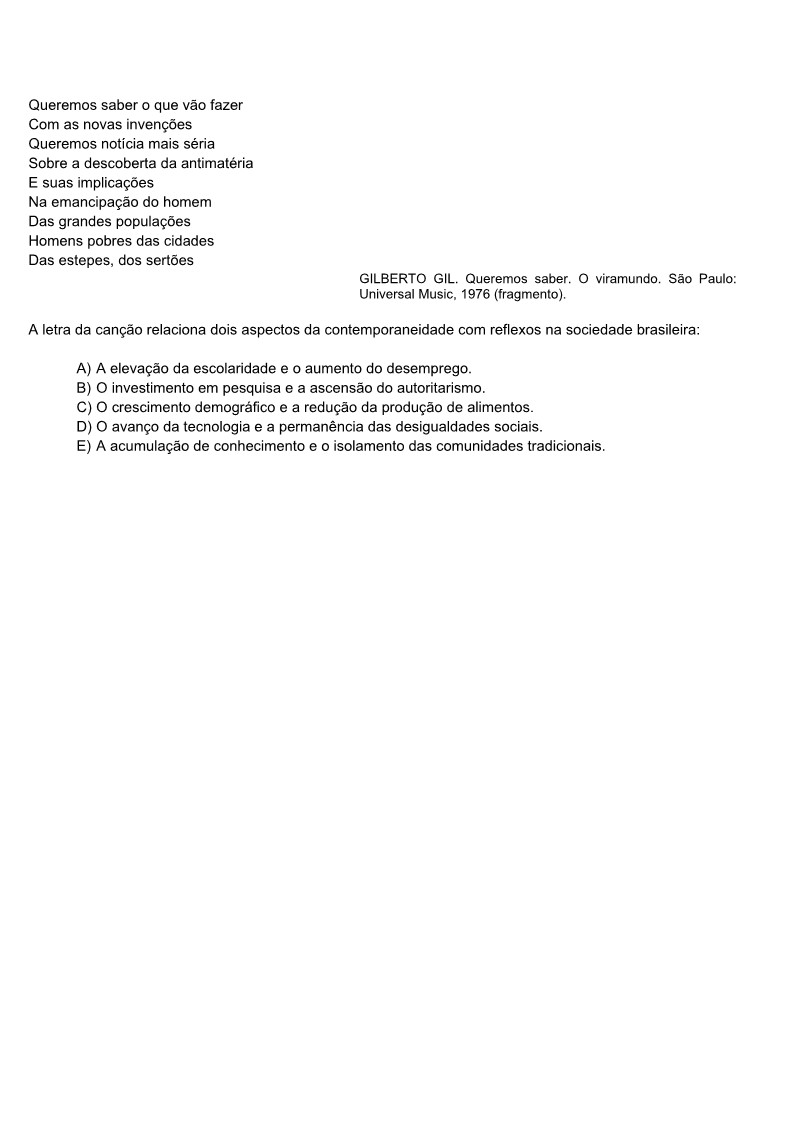 Queremos saber o que vão fazer
Com as novas invenções
Queremos notícia mais séria
Sobre a descoberta da antimatéria
E suas implicações
Na emancipação do homem
Das grandes populações
Homens pobres das cidades
Das estepes, dos sertões
GILBERTO GIL. Queremos saber. O viramundo. São Paulo:
Universal Music, 1976 (fragmento).
A letra da canção relaciona dois aspectos da contemporaneidade com reflexos na sociedade brasileira:
A) A elevação da escolaridade e o aumento do desemprego.
B) O investimento em pesquisa e a ascensão do autoritarismo.
C) O crescimento demográfico e a redução da produção de alimentos.
D) O avanço da tecnologia e a permanência das desigualdades sociais.
E) A acumulação de conhecimento e o isolamento das comunidades tradicionais.